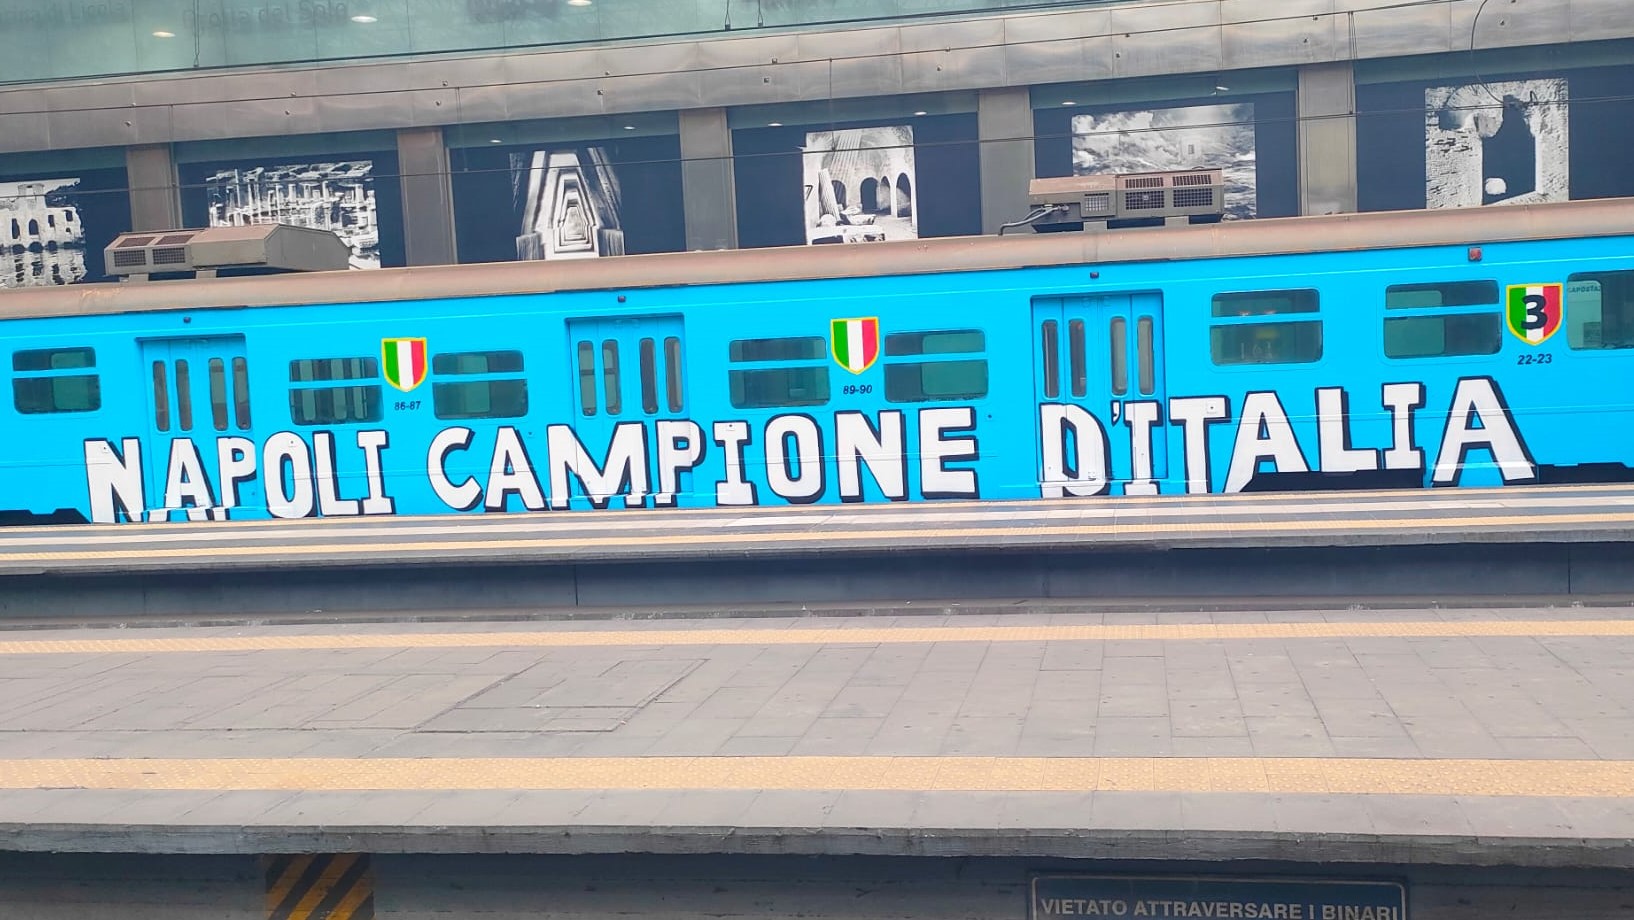 3
86-87
89-90
22-23
NAPOLI CAMPIONE D'ITALIA
VIETATO ATTRAVERSARE I BINARI